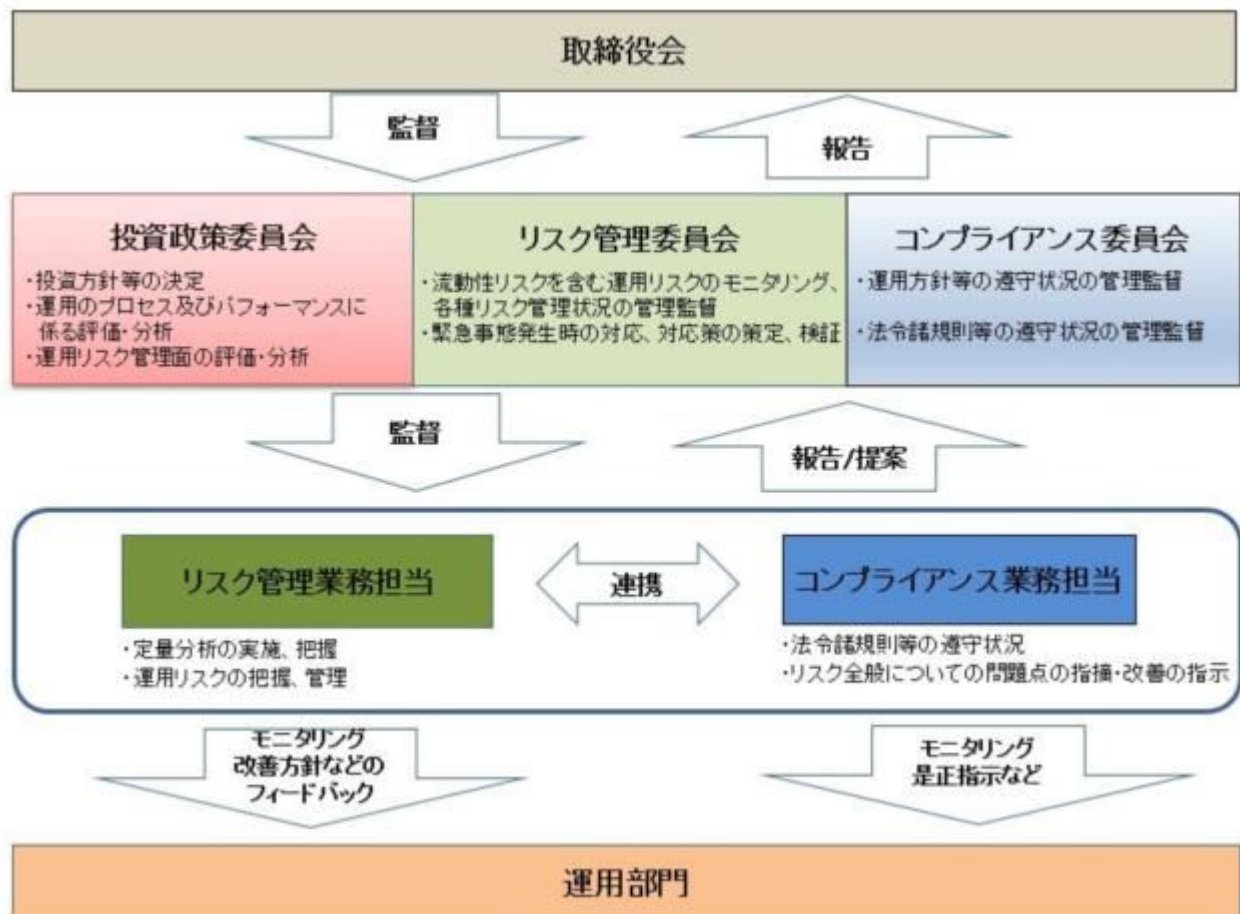 取締役会
監督
報告
投資政策委員会
・投資方針等の決定
・運用のプロセス及びパフォーマンスに
係る評価・分析
・運用リスク管理面の評価・分析
リスク管理委員会
・流動性リスクを含む運用リスクのモニタリング、
各種リスク管理状況の管理監督
・緊急事態発生時の対応、対応策の策定、検証
コンプライアンス委員会
・運用方針等の遵守状況の管理監督
・法令諸規則等の遵守状況の管理監督
監督
報告/提案
リスク管理業務担当
・定量分析の実施、把握
・運用リスクの把握、管理
連携
コンプライアンス業務担当
・法令諸規則等の遵守状況
・リスク全般についての問題点の指摘・改善の指示
モニタリング
改善方針などの
フィードバック
モニタリング
是正指示など
運用部門